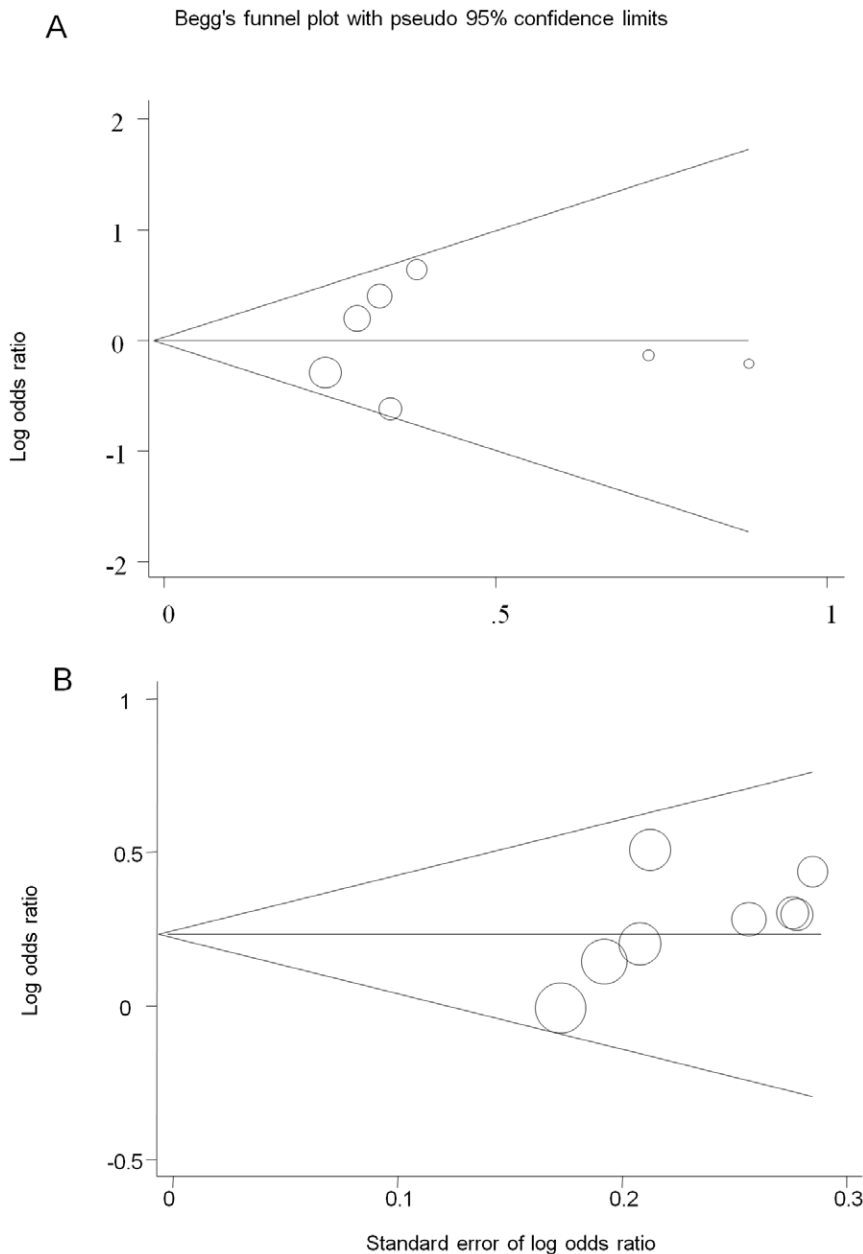 A
Begg's funnel plot with pseudo 95% confidence limits
2
1
0
-1
-2
Log odds ratio
0 .5 1
B
1
0.5
0
-0.5
Log odds ratio
0 0.1 0.2 0.3
Standard error of log odds ratio